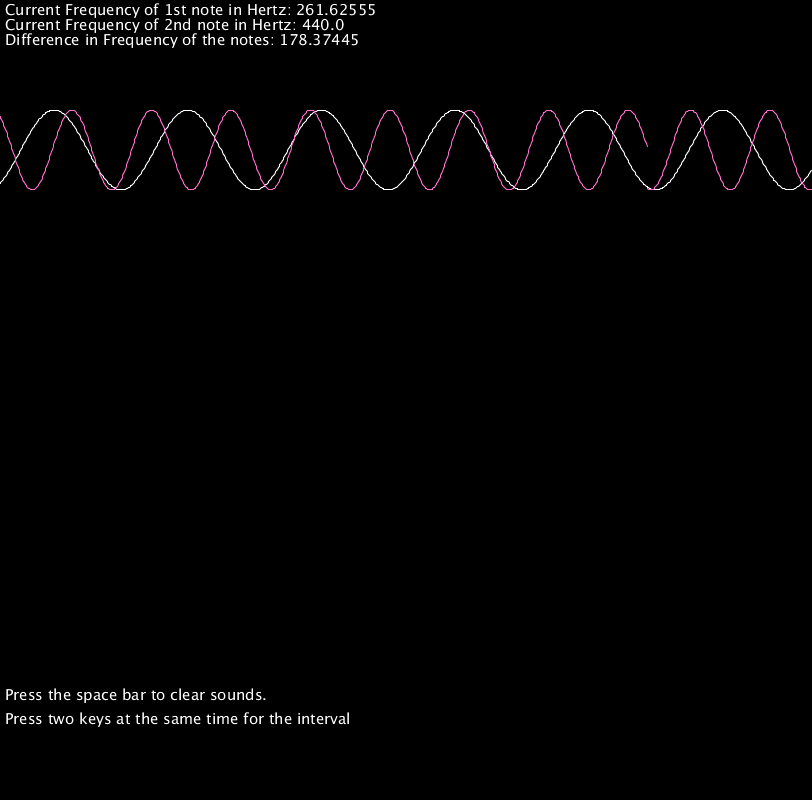 Current Frequency of 1st note in Hertz: 261.62555
Current Frequency of 2nd note in Hertz: 440.0
Difference in Frequency of the notes: 178.37445
Press the space bar to clear sounds.
Press two keys at the same time for the interval